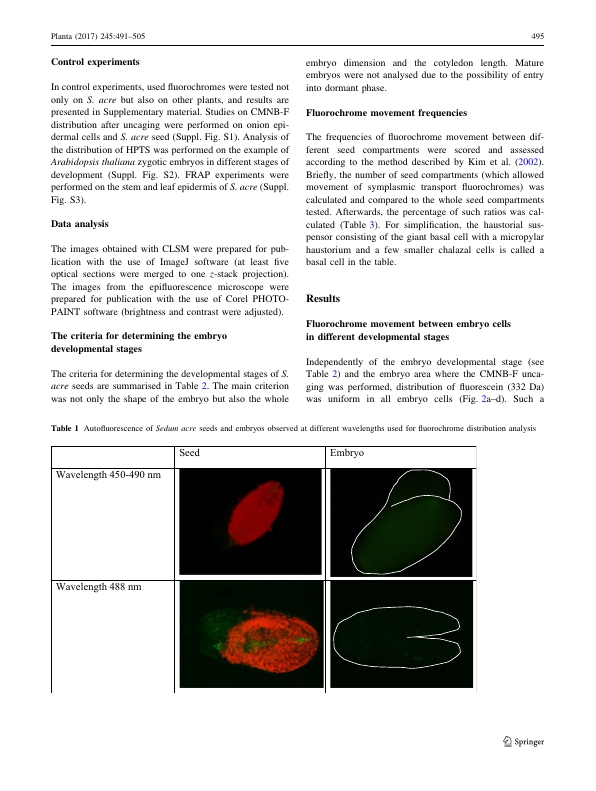 Planta (2017) 245:491–505
495
Control experiments
In control experiments, used fluorochromes were tested not
only on S. acre but also on other plants, and results are
presented in Supplementary material. Studies on CMNB-F
distribution after uncaging were performed on onion epi-
dermal cells and S. acre seed (Suppl. Fig. S1). Analysis of
the distribution of HPTS was performed on the example of
Arabidopsis thaliana zygotic embryos in different stages of
development (Suppl. Fig. S2). FRAP experiments were
performed on the stem and leaf epidermis of S. acre (Suppl.
Fig. S3).
Data analysis
The images obtained with CLSM were prepared for pub-
lication with the use of ImageJ software (at least five
optical sections were merged to one z-stack projection).
The images from the epifluorescence microscope were
prepared for publication with the use of Corel PHOTO-
PAINT software (brightness and contrast were adjusted).
The criteria for determining the embryo
developmental stages
The criteria for determining the developmental stages of S.
acre seeds are summarised in Table 2. The main criterion
was not only the shape of the embryo but also the whole
embryo dimension and the cotyledon length. Mature
embryos were not analysed due to the possibility of entry
into dormant phase.
Fluorochrome movement frequencies
The frequencies of fluorochrome movement between dif-
ferent seed compartments were scored and assessed
according to the method described by Kim et al. (2002).
Briefly, the number of seed compartments (which allowed
movement of symplasmic transport fluorochromes) was
calculated and compared to the whole seed compartments
tested. Afterwards, the percentage of such ratios was cal-
culated (Table 3). For simplification, the haustorial sus-
pensor consisting of the giant basal cell with a micropylar
haustorium and a few smaller chalazal cells is called a
basal cell in the table.
Results
Fluorochrome movement between embryo cells
in different developmental stages
Independently of the embryo developmental stage (see
Table 2) and the embryo area where the CMNB-F unca-
ging was performed, distribution of fluorescein (332 Da)
was uniform in all embryo cells (Fig. 2a–d). Such a
Table 1 Autofluorescence of Sedum acre seeds and embryos observed at different wavelengths used for fluorochrome distribution analysis
Seed
Embryo
Wavelength 450-490 nm
Wavelength 488 nm
Springer